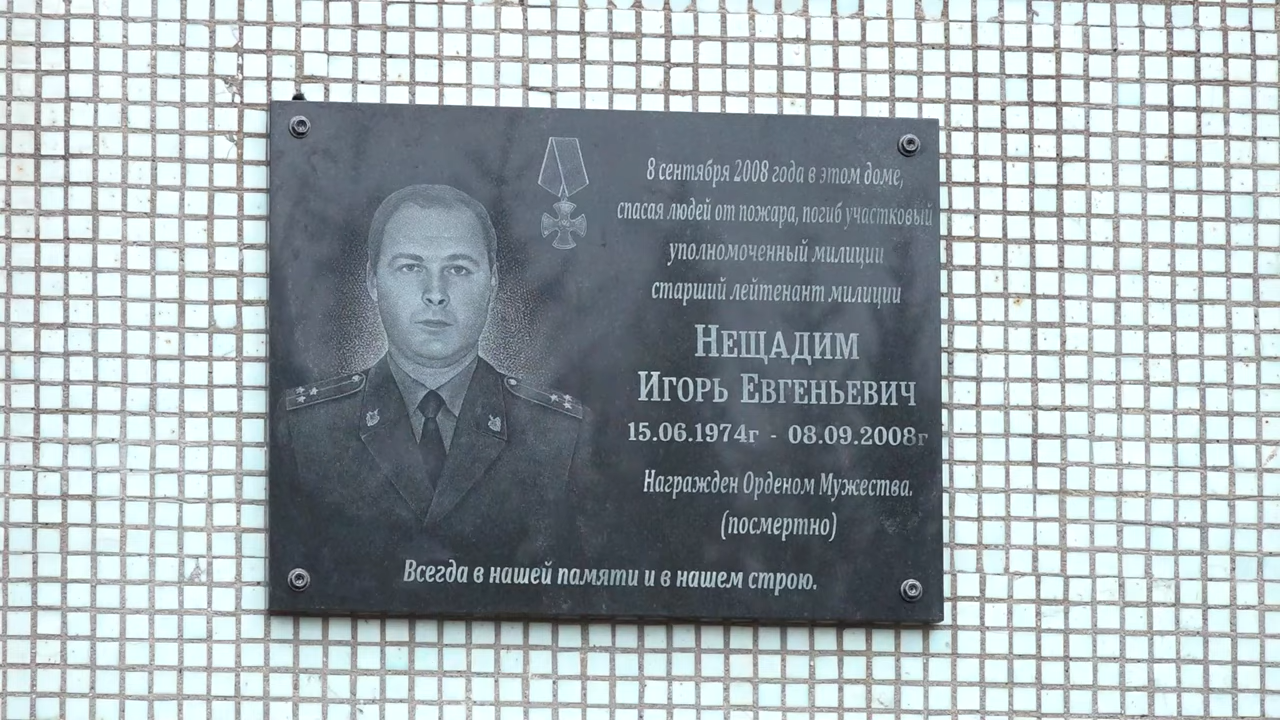 8 сентября 2008 года в этом доме,
спасая людей от пожара, погиб участковый
уполномоченный милиции
старший лейтенант милиции
НЕЩАДИМ
ИГОРЬ ЕВГЕНЬЕВИЧ
15.06.1974г - 08.09.2008г
Награжден Орденом Мужества.
(посмертно)
Всегда в нашей памяти и в нашем строю.